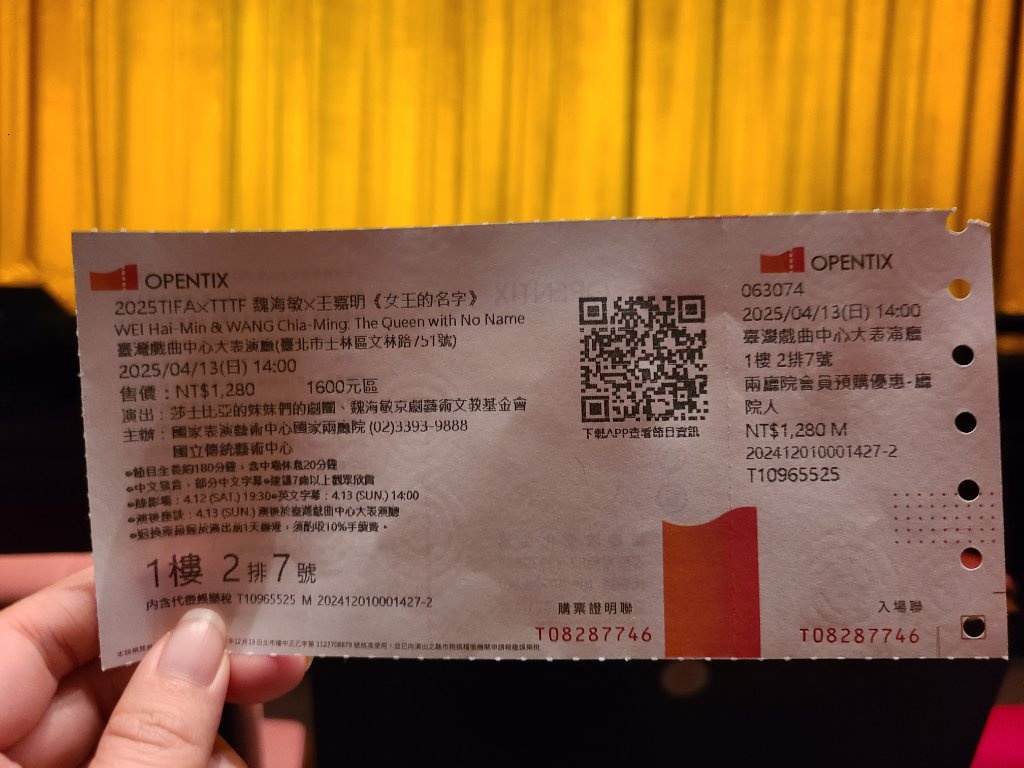 OPENTIX
2025TIFA×TTTF 魏海敏×王嘉明《女王的名字》
WEI Hai-Min & WANG Chia-Ming: The Queen with No Name
臺灣戲曲中心大表演廳(臺北市士林區文林路751號)
2025/04/13(日) 14:00
售價：NT$1,280 1600元區
演出：莎士比亞的妹妹們的劇團、魏海敏京劇藝術文教基金會
主辦：國家表演藝術中心國家兩廳院 (02)3393-9888
國立傳統藝術中心
●節目全長約180分鐘，含中場休息20分鐘
●中文發音，部分中文字幕●建議7歲以上觀眾欣賞
●錄影場：4.12 (SAT.) 19:30●英文字幕：4.13 (SUN.) 14:00
●演後座談：4.13 (SUN.) 演後於臺灣戲曲中心大表演廳
●退換票最遲於演出前1天辦理，須酌收10%手續費。
1樓 2排7號
內含代徵娛樂稅 T10965525 M 202412010001427-2
下載APP查看節目資訊
購票證明聯
T08287746
OPENTIX
063074
2025/04/13(日) 14:00
臺灣戲曲中心大表演廳
1樓 2排7號
兩廳院會員預購優惠-廳
院人
NT$1,280 M
202412010001427-2
T10965525
入場聯
T08287746